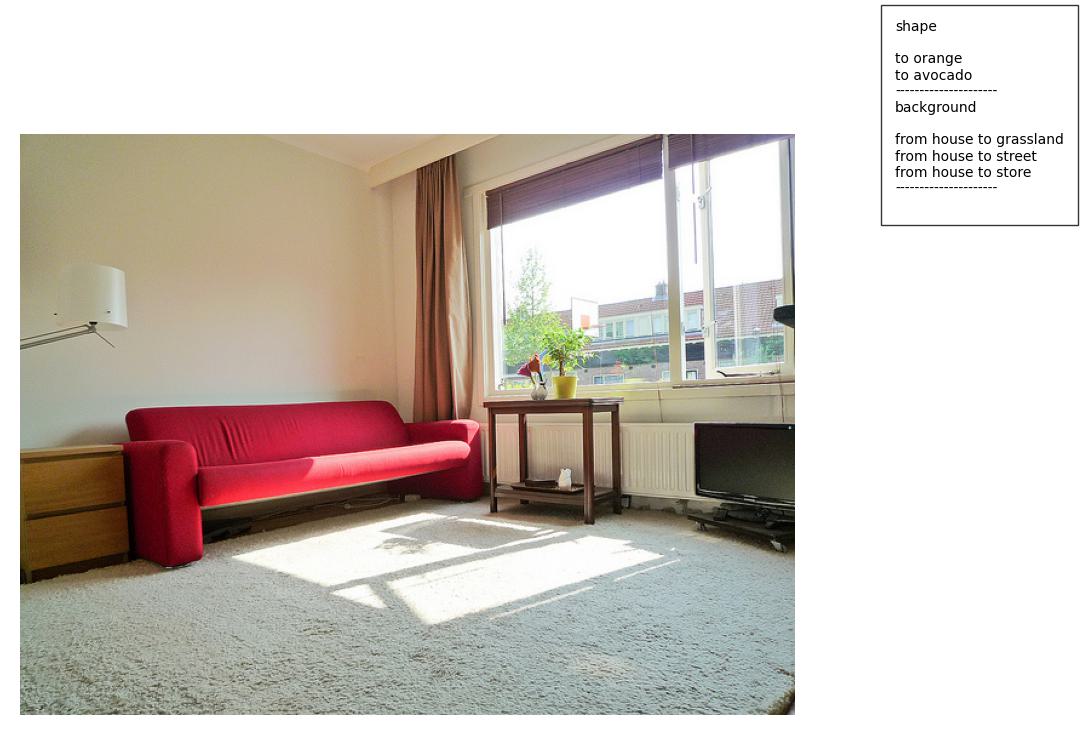 shape
to orange
to avocado
---------------------
background
from house to grassland
from house to street
from house to store
---------------------